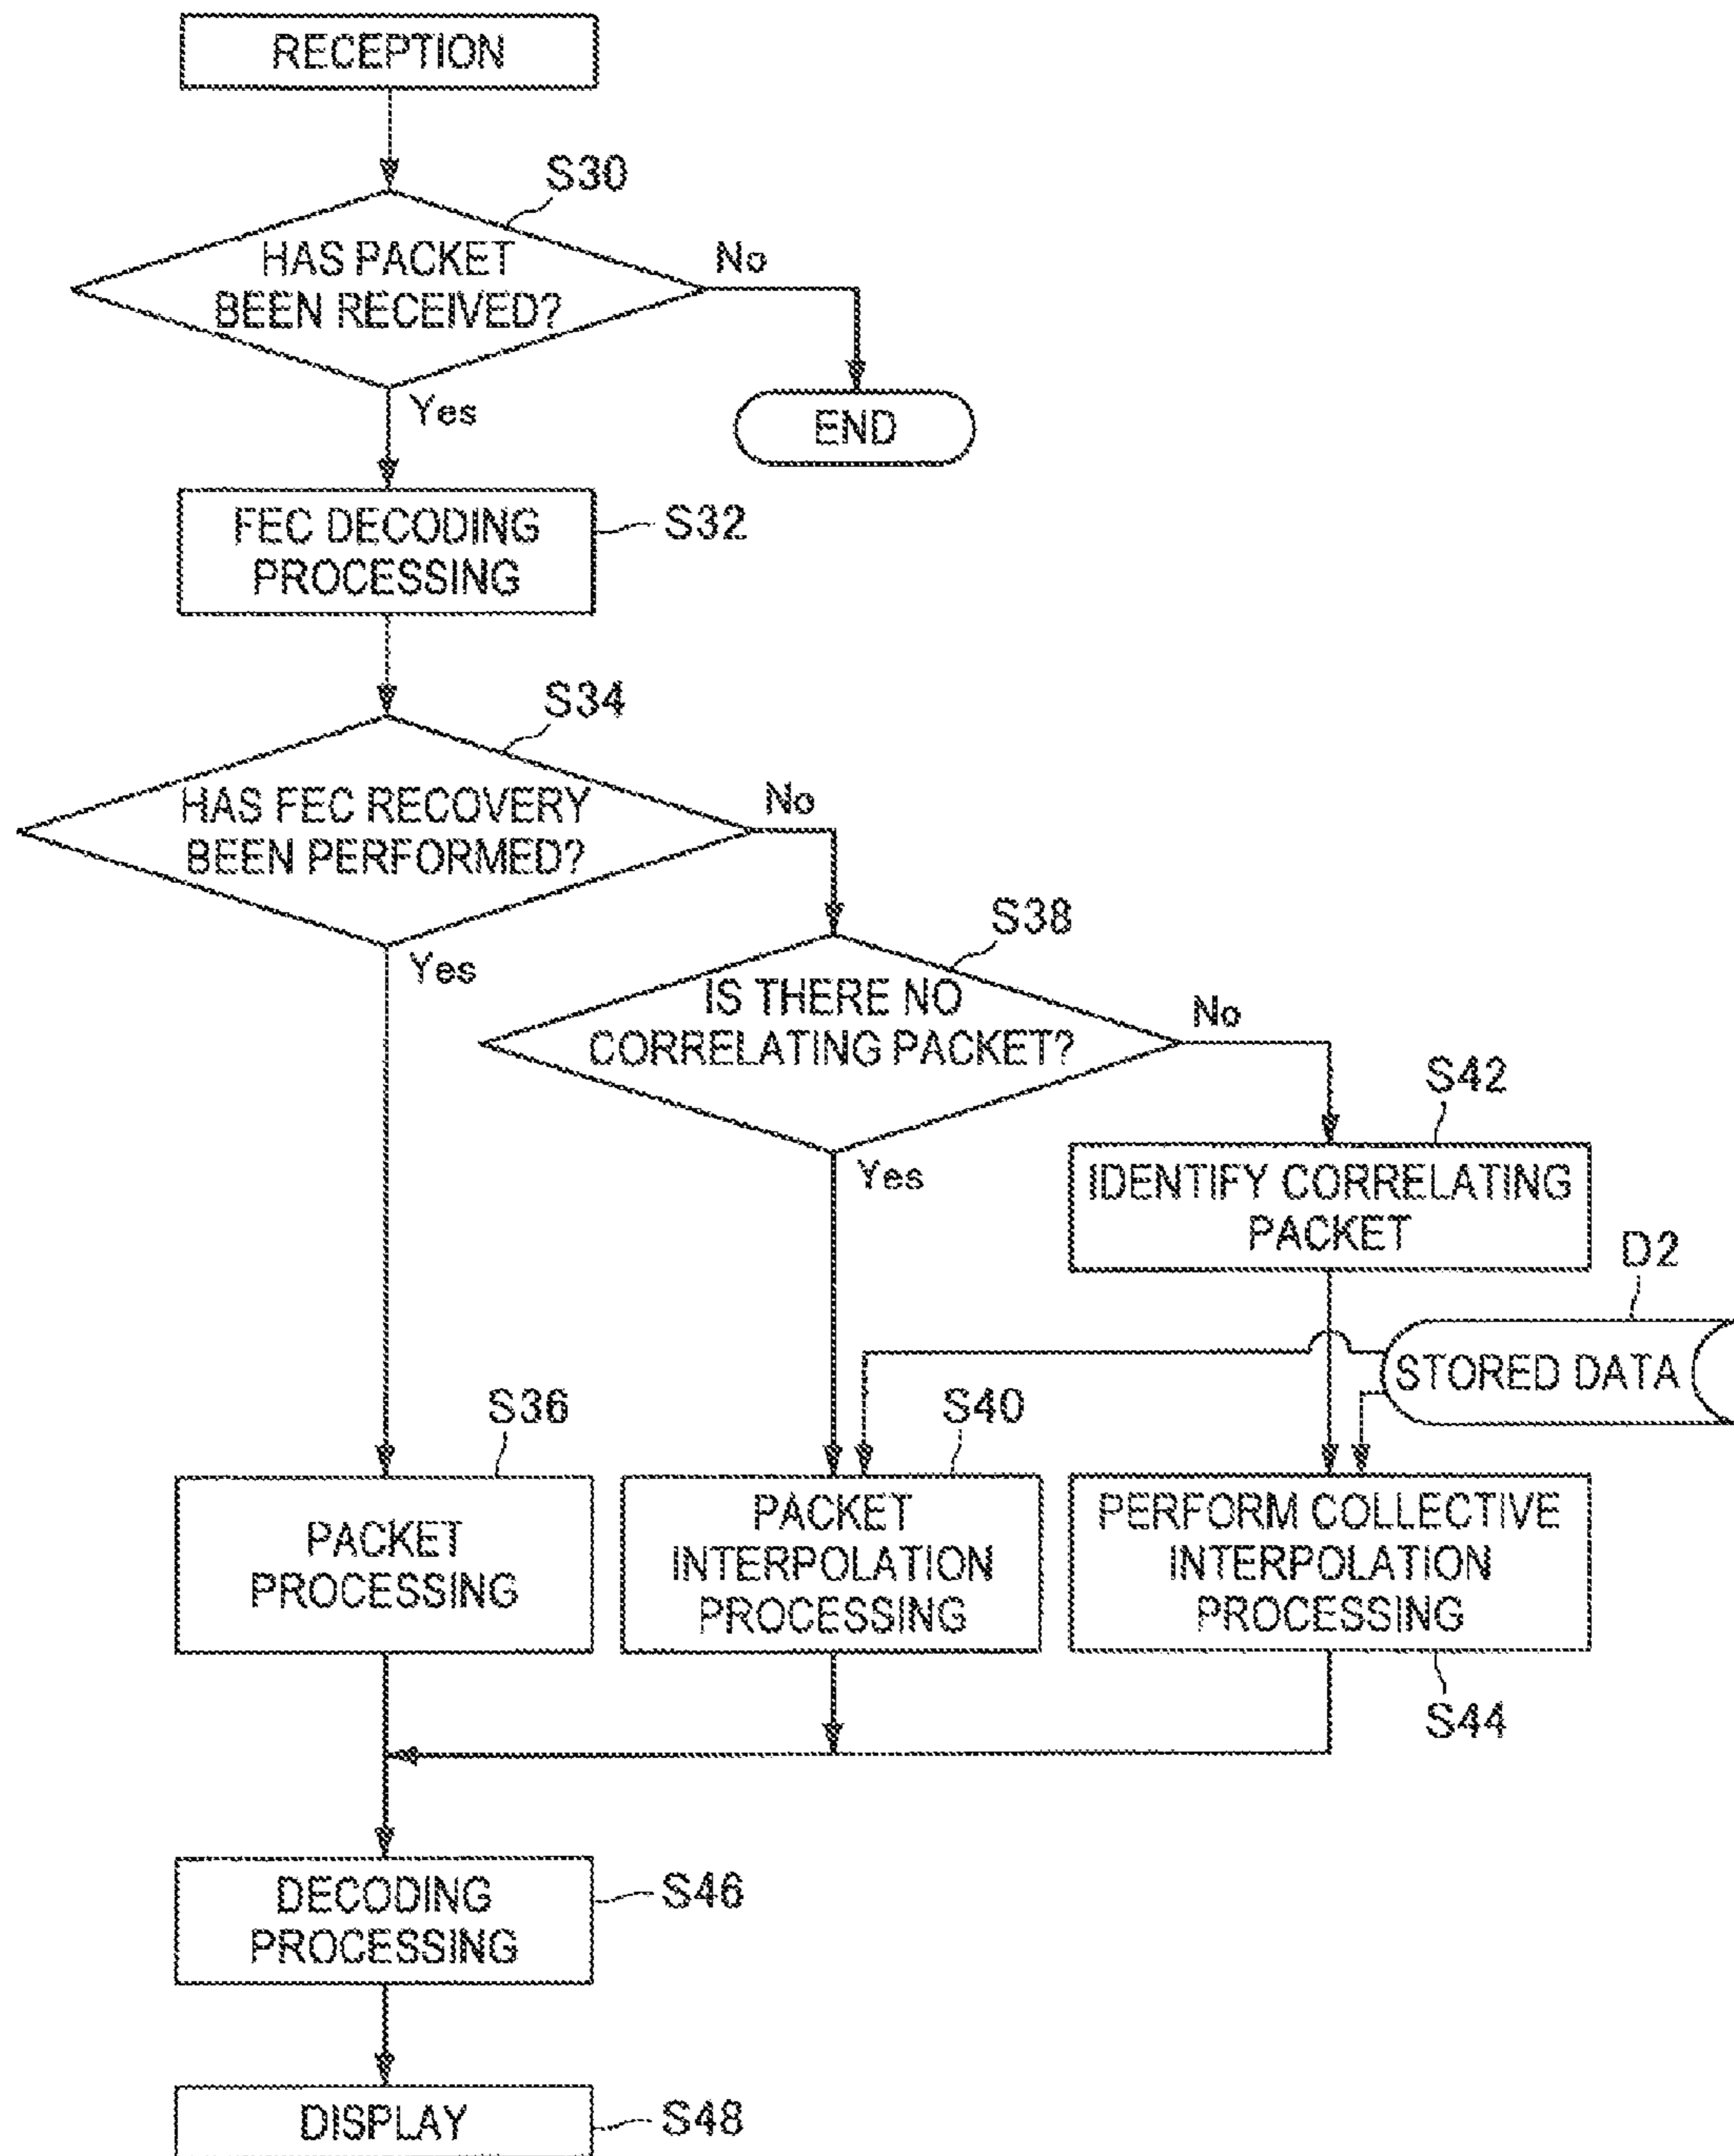 RECEPTION
S30
HAS PACKET
BEEN RECEIVED?
No
Yes
END
FEC DECODING
PROCESSING
S32
S34
HAS FEC RECOVERY
BEEN PERFORMED?
No
Yes
S38
IS THERE NO
CORRELATING PACKET?
No
Yes
S42
IDENTIFY CORRELATING
PACKET
D2
STORED DATA
S36
PACKET
PROCESSING
S40
PACKET
INTERPOLATION
PROCESSING
PERFORM COLLECTIVE
INTERPOLATION
PROCESSING
S44
DECODING
PROCESSING
S46
DISPLAY
S48